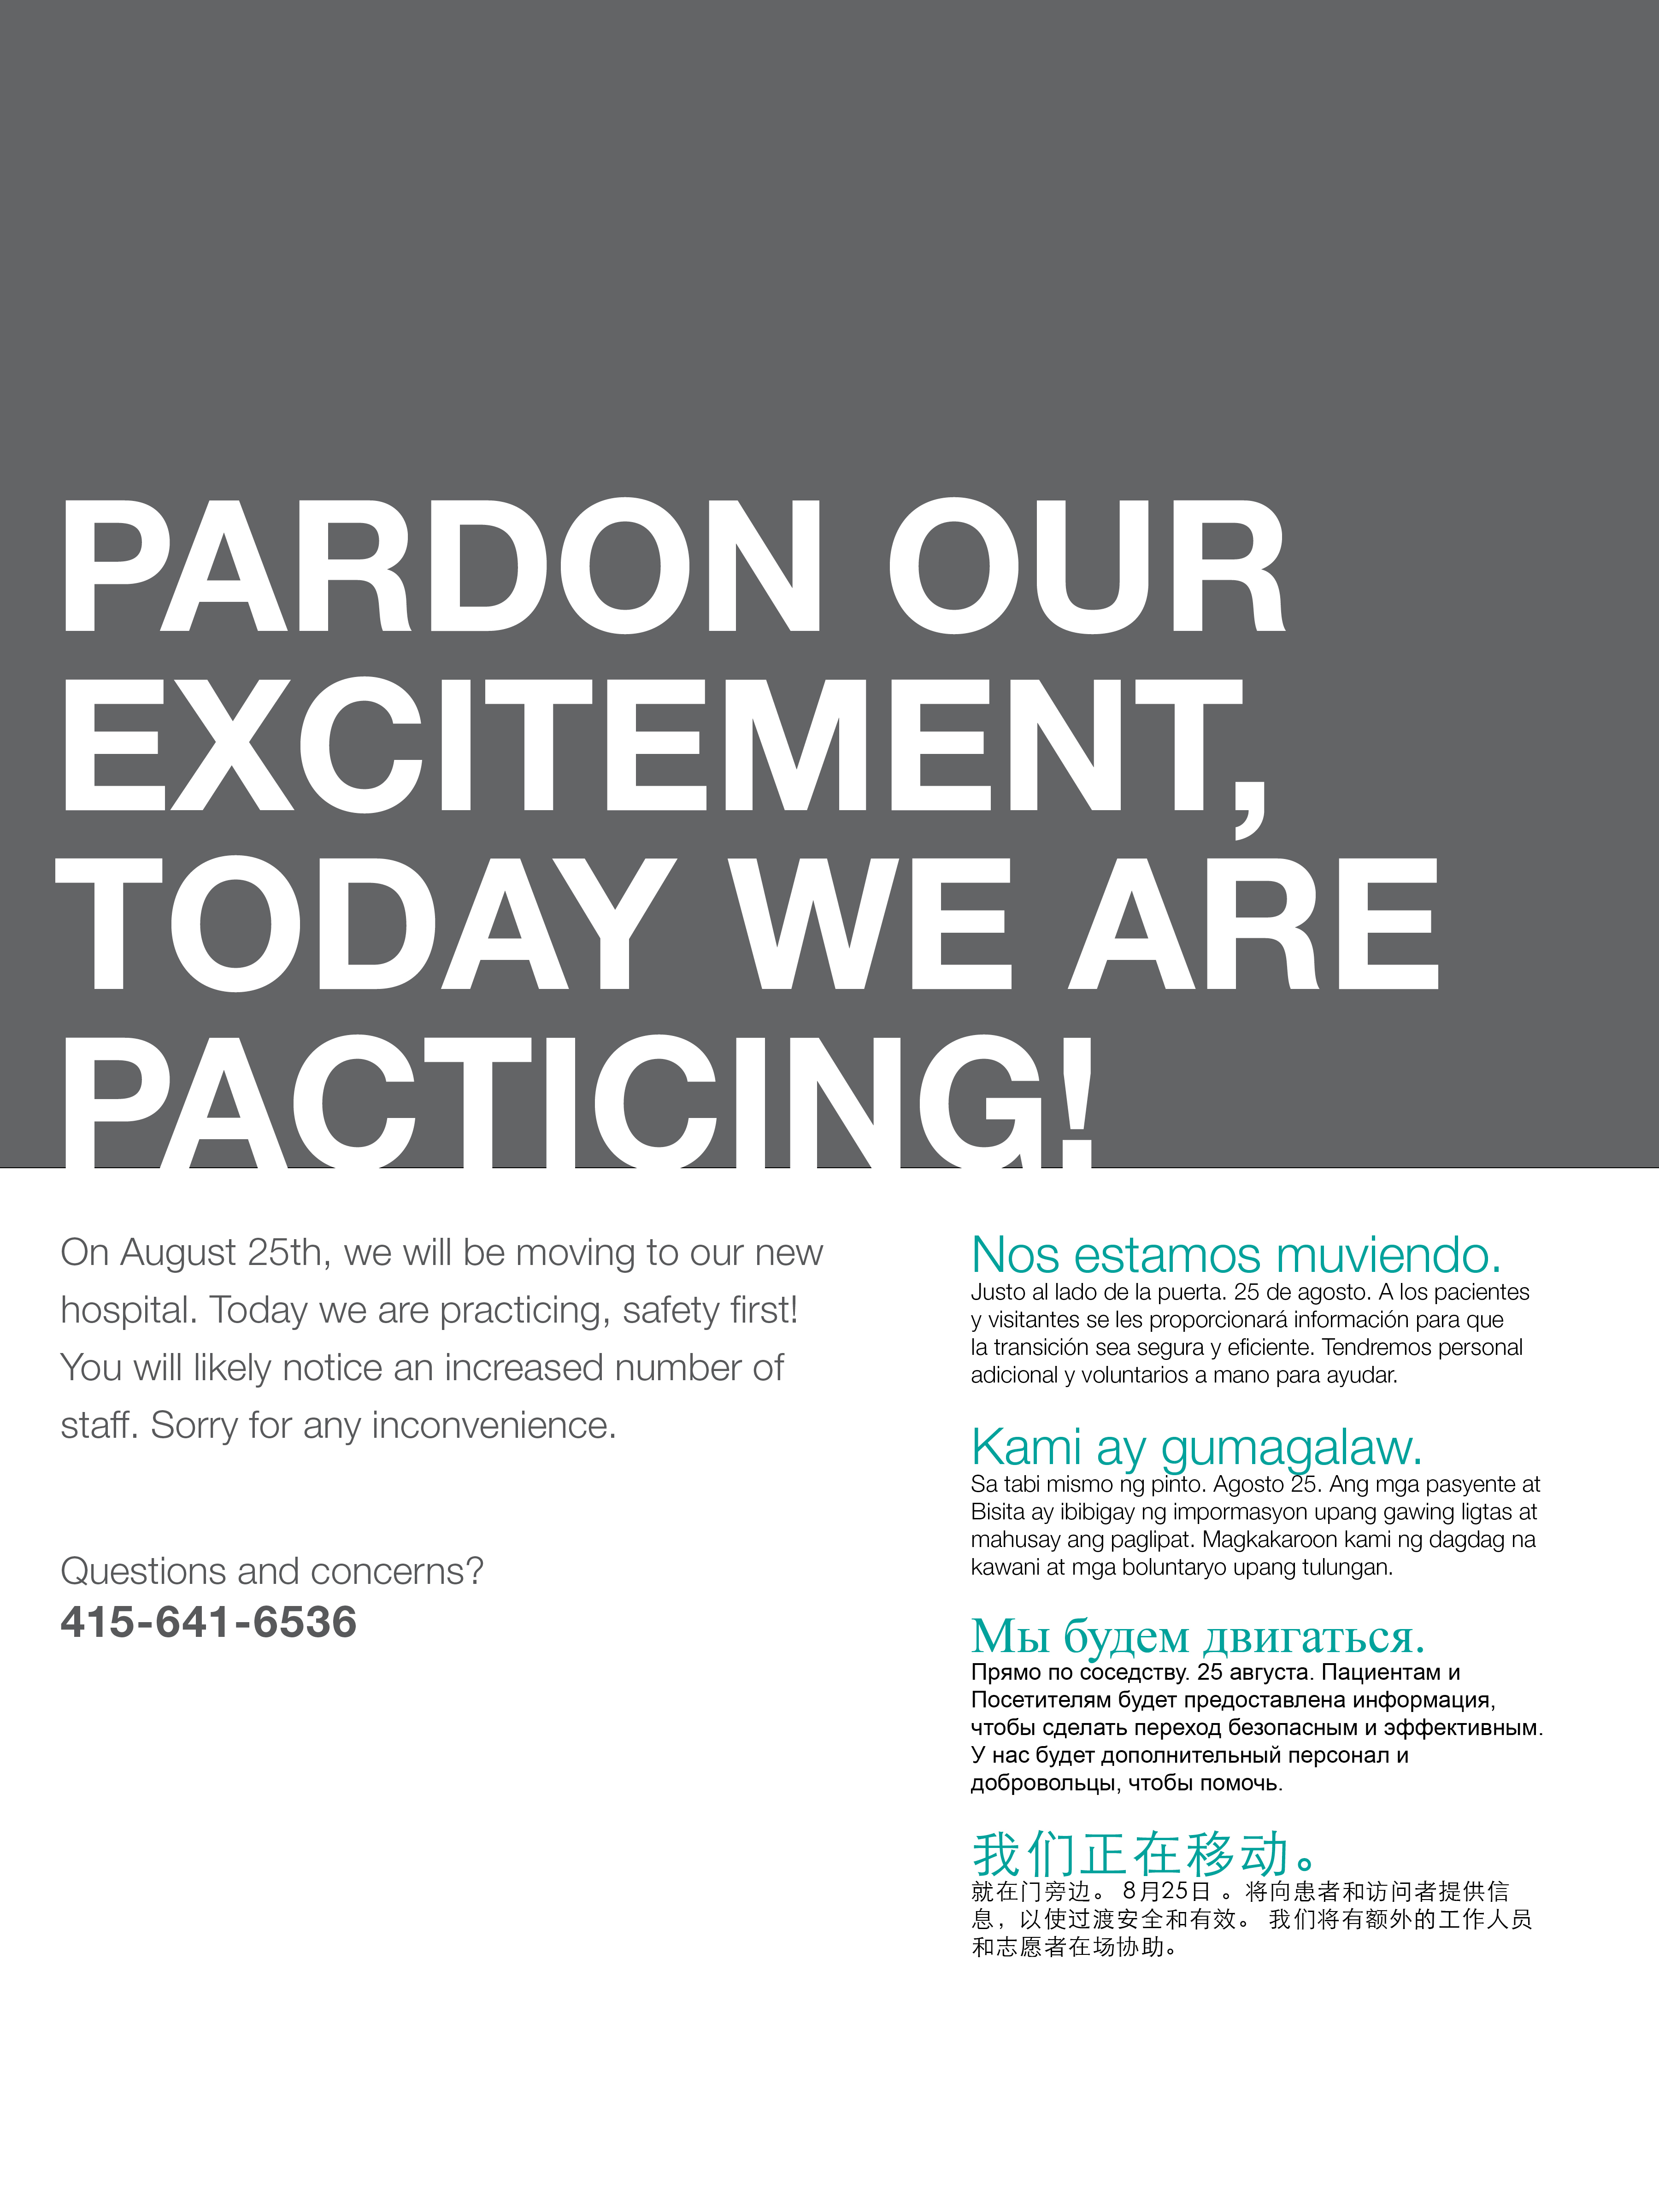 PARDON OUR
EXCITEMENT,
TODAY WE ARE
PACTICING!
On August 25th, we will be moving to our new
hospital. Today we are practicing, safety first!
You will likely notice an increased number of
staff. Sorry for any inconvenience.
Questions and concerns?
415-641-6536
Nos estamos muviendo.
Justo al lado de la puerta. 25 de agosto. A los pacientes
y visitantes se les proporcionará información para que
la transición sea segura y eficiente. Tendremos personal
adicional y voluntarios a mano para ayudar.
Kami ay gumagalaw.
Sa tabi mismo ng pinto. Agosto 25. Ang mga pasyente at
Bisita ay ibibigay ng impormasyon upang gawing ligtas at
mahusay ang paglipat. Magkakaroon kami ng dagdag na
kawani at mga boluntaryo upang tulungan.
Мы будем двигаться.
Прямо по соседству. 25 августа. Пациентам и
Посетителям будет предоставлена информация,
чтобы сделать переход безопасным и эффективным.
У нас будет дополнительный персонал и
добровольцы, чтобы помочь.
我们正在移动。
就在门旁边。 8月25日 。将向患者和访问者提供信
息，以使过渡安全和有效。 我们将有额外的工作人员
和志愿者在场协助。